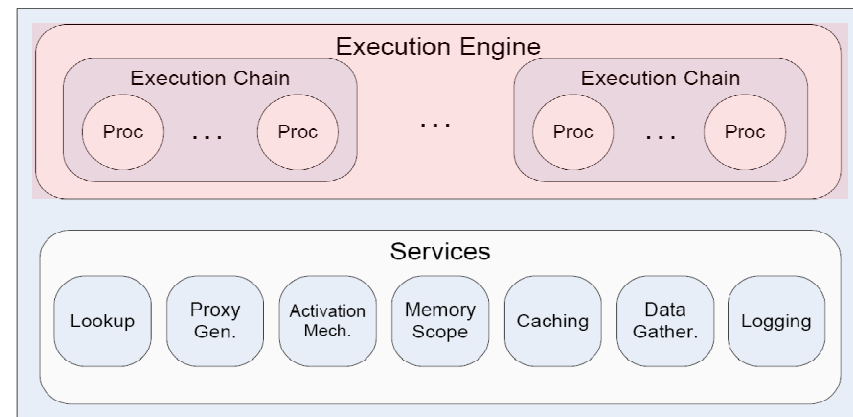 Execution Engine
Execution Chain
Execution Chain
Proc
. . .
Proc
. . .
Proc
. . .
Proc
Services
Lookup
Proxy
Gen.
Activation
Mech.
Memory
Scope
Caching
Data
Gather.
Logging